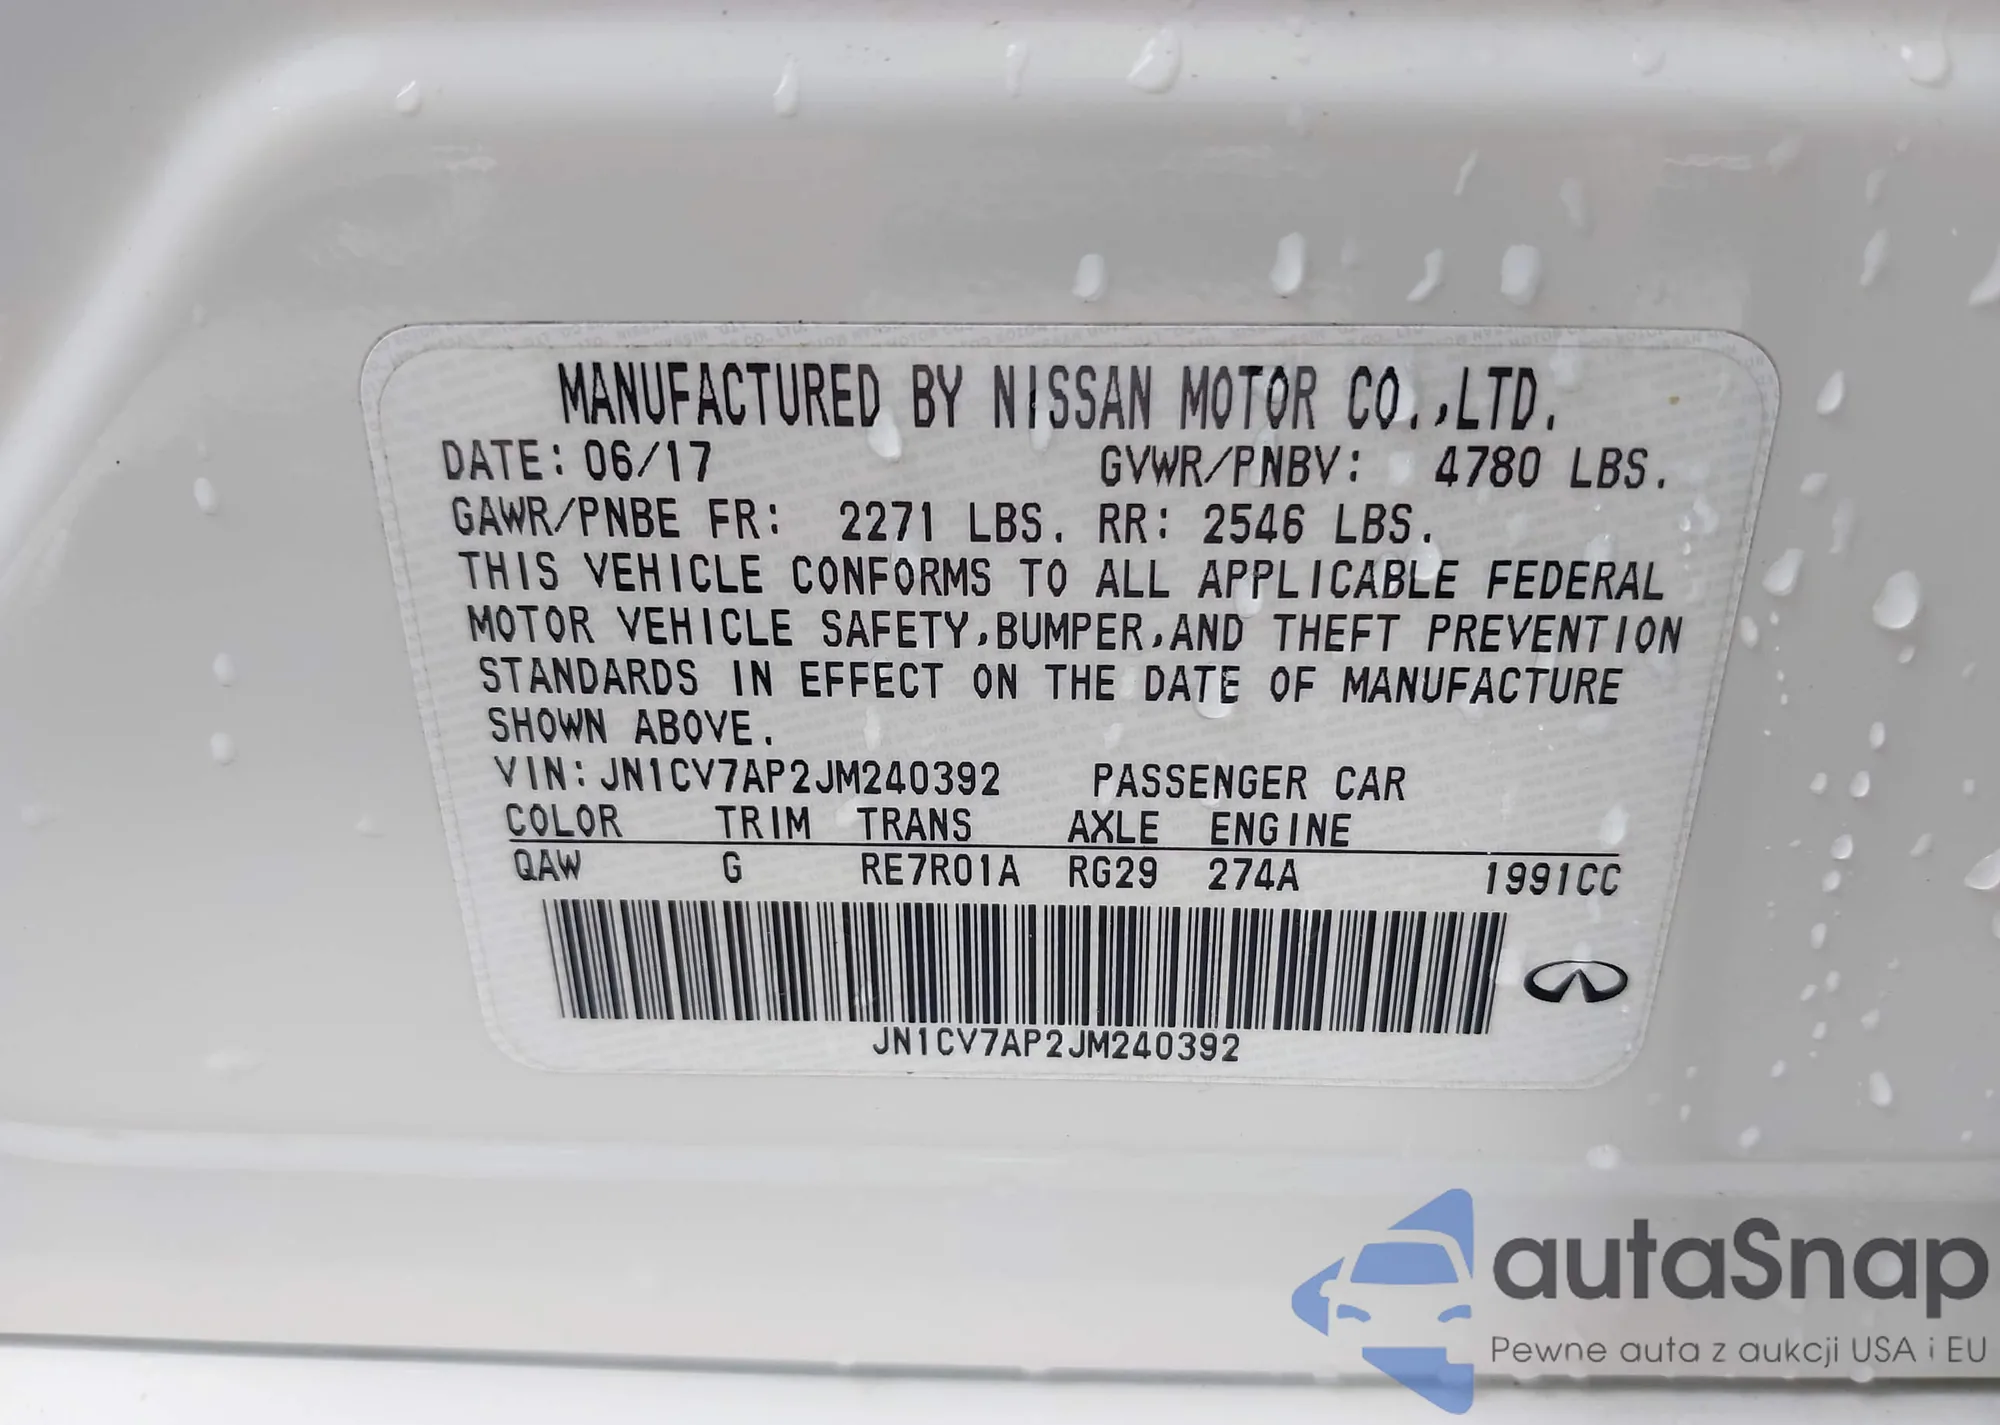 MANUFACTURED BY NISSAN MOTOR CO.,LTD.
DATE: 06/17 GVWR/PNBV: 4780 LBS.
GAWR/PNBE FR: 2271 LBS. RR: 2546 LBS.
THIS VEHICLE CONFORMS TO ALL APPLICABLE FEDERAL
MOTOR VEHICLE SAFETY,BUMPER,AND THEFT PREVENTION
STANDARDS IN EFFECT ON THE DATE OF MANUFACTURE
SHOWN ABOVE.
VIN: JN1CV7AP2JM240392 PASSENGER CAR
COLOR TRIM TRANS AXLE ENGINE
QAW G RE7R01A RG29 274A 1991CC
JN1CV7AP2JM240392
autaSnap
Pewne auta z aukcji USA i EU